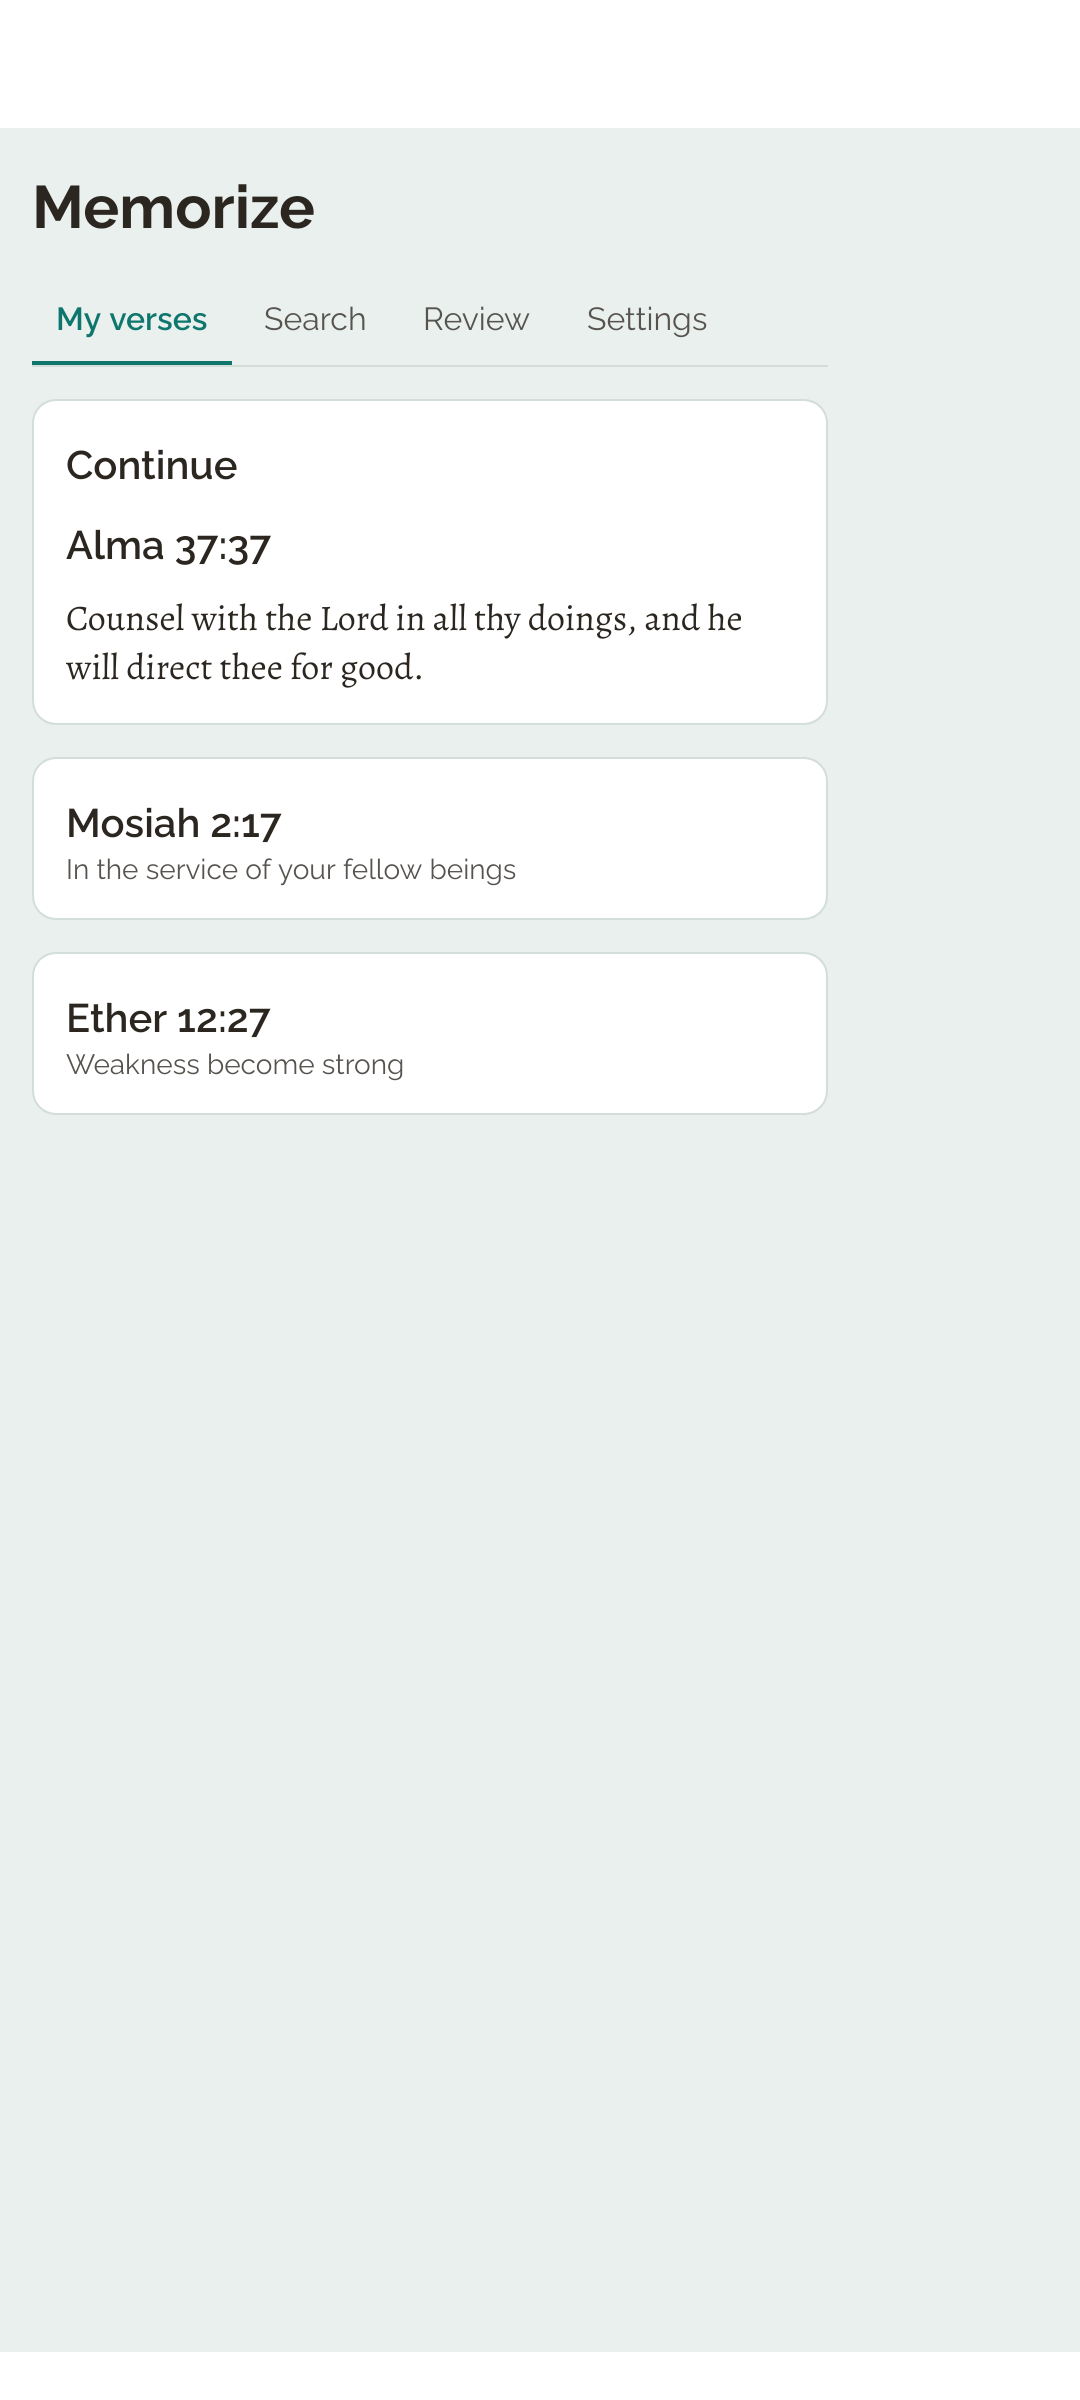 Memorize
My verses Search Review Settings
Continue
Alma 37:37
Counsel with the Lord in all thy doings, and he
will direct thee for good.
Mosiah 2:17
In the service of your fellow beings
Ether 12:27
Weakness become strong